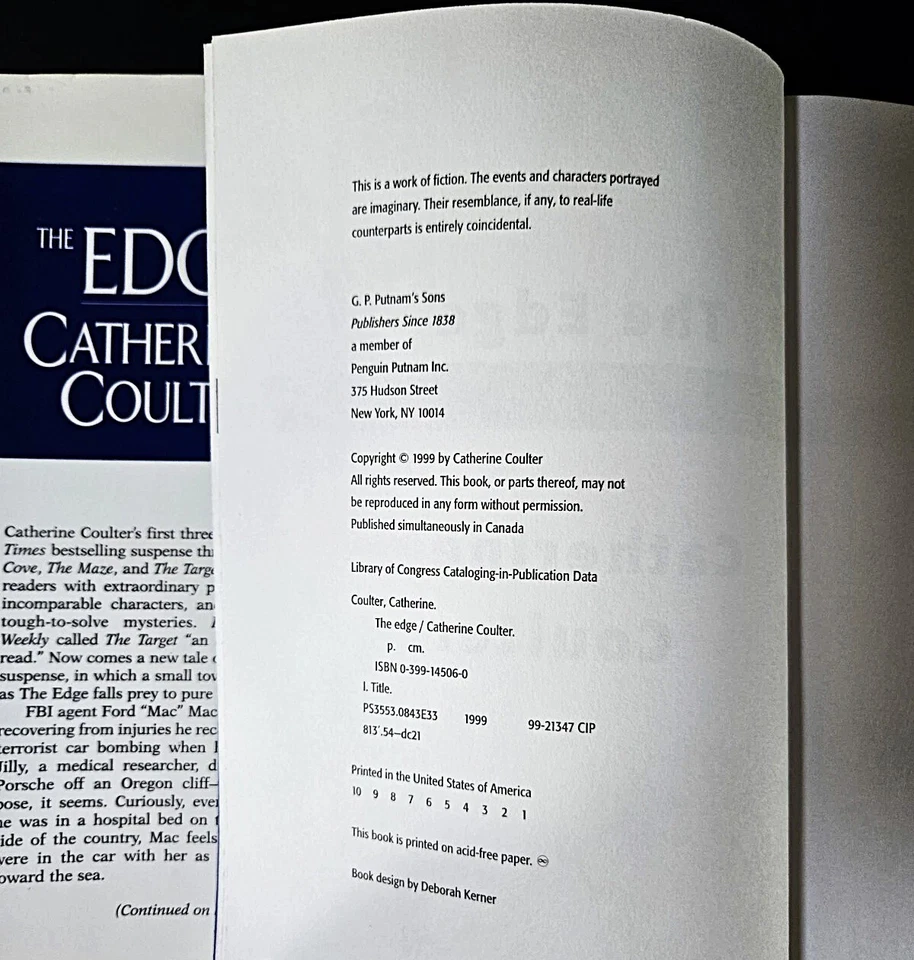 THE EDG
CATHERI
COULT
Catherine Coulter's first three
Times bestselling suspense
Cove, The Maze, and The Targe
readers with extraordinary p
incomparable characters, an
tough-to-solve mysteries.
Weekly called The Target “an
read.” Now comes a new tale
suspense, in which a small tow
as The Edge falls prey to pure
FBI agent Ford “Mac” Mac
recovering from injuries he rec
terrorist car bombing when
Jilly, a medical researcher, d
Porsche off an Oregon cliff—
pose, it seems. Curiously, ever
he was in a hospital bed on
ide of the country, Mac feels
were in the car with her as
oward the sea.
(Continued on
This is a work of fiction. The events and characters portrayed
are imaginary. Their resemblance, if any, to real-life
counterparts is entirely coincidental.
G. P. Putnam's Sons
Publishers Since 1838
a member of
Penguin Putnam Inc.
375 Hudson Street
New York, NY 10014
Copyright © 1999 by Catherine Coulter
All rights reserved. This book, or parts thereof, may not
be reproduced in any form without permission.
Published simultaneously in Canada
Library of Congress Cataloging-in-Publication Data
Coulter, Catherine.
The edge / Catherine Coulter.
p. cm.
ISBN 0-399-14506-0
I. Title.
PS3553.O843E33 1999 99-21347 CIP
813'.54—dc21
Printed in the United States of America
10 9 8 7 6 5 4 3 2 1
This book is printed on acid-free paper. ♾
Book design by Deborah Kerner